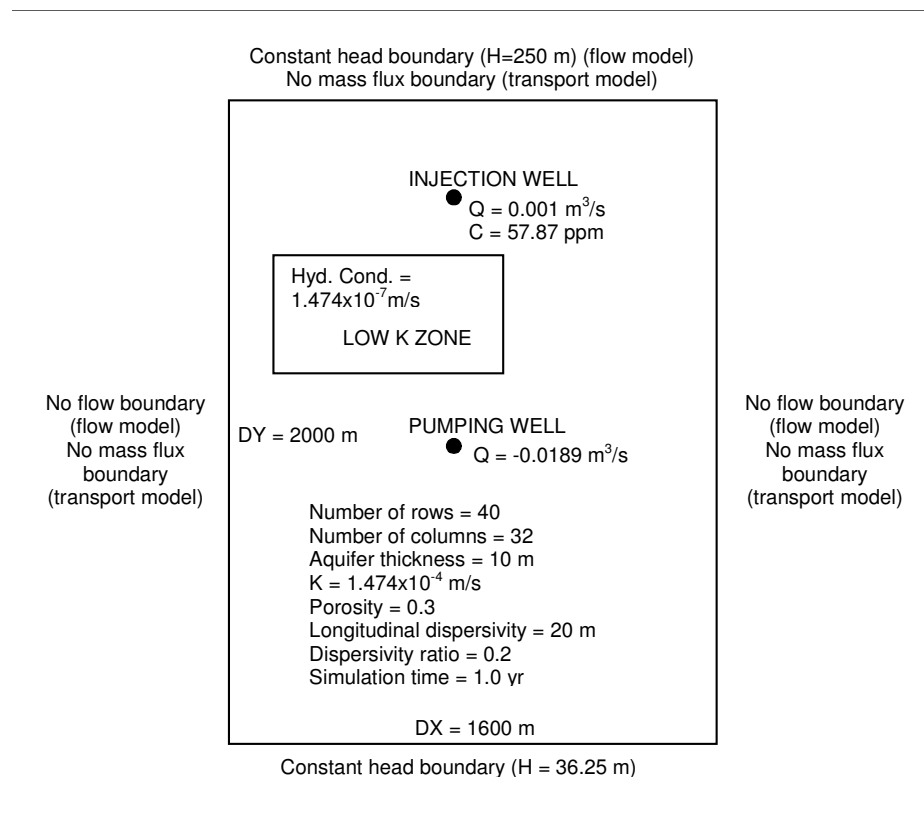 Constant head boundary (H=250 m) (flow model)
No mass flux boundary (transport model)
INJECTION WELL
Q = 0.001 m³/s
C = 57.87 ppm
Hyd. Cond. =
1.474x10⁻⁷m/s
LOW K ZONE
No flow boundary
(flow model)
No mass flux
boundary
(transport model)
DY = 2000 m
PUMPING WELL
Q = -0.0189 m³/s
No flow boundary
(flow model)
No mass flux
boundary
(transport model)
Number of rows = 40
Number of columns = 32
Aquifer thickness = 10 m
K = 1.474x10⁻⁴ m/s
Porosity = 0.3
Longitudinal dispersivity = 20 m
Dispersivity ratio = 0.2
Simulation time = 1.0 yr
DX = 1600 m
Constant head boundary (H = 36.25 m)